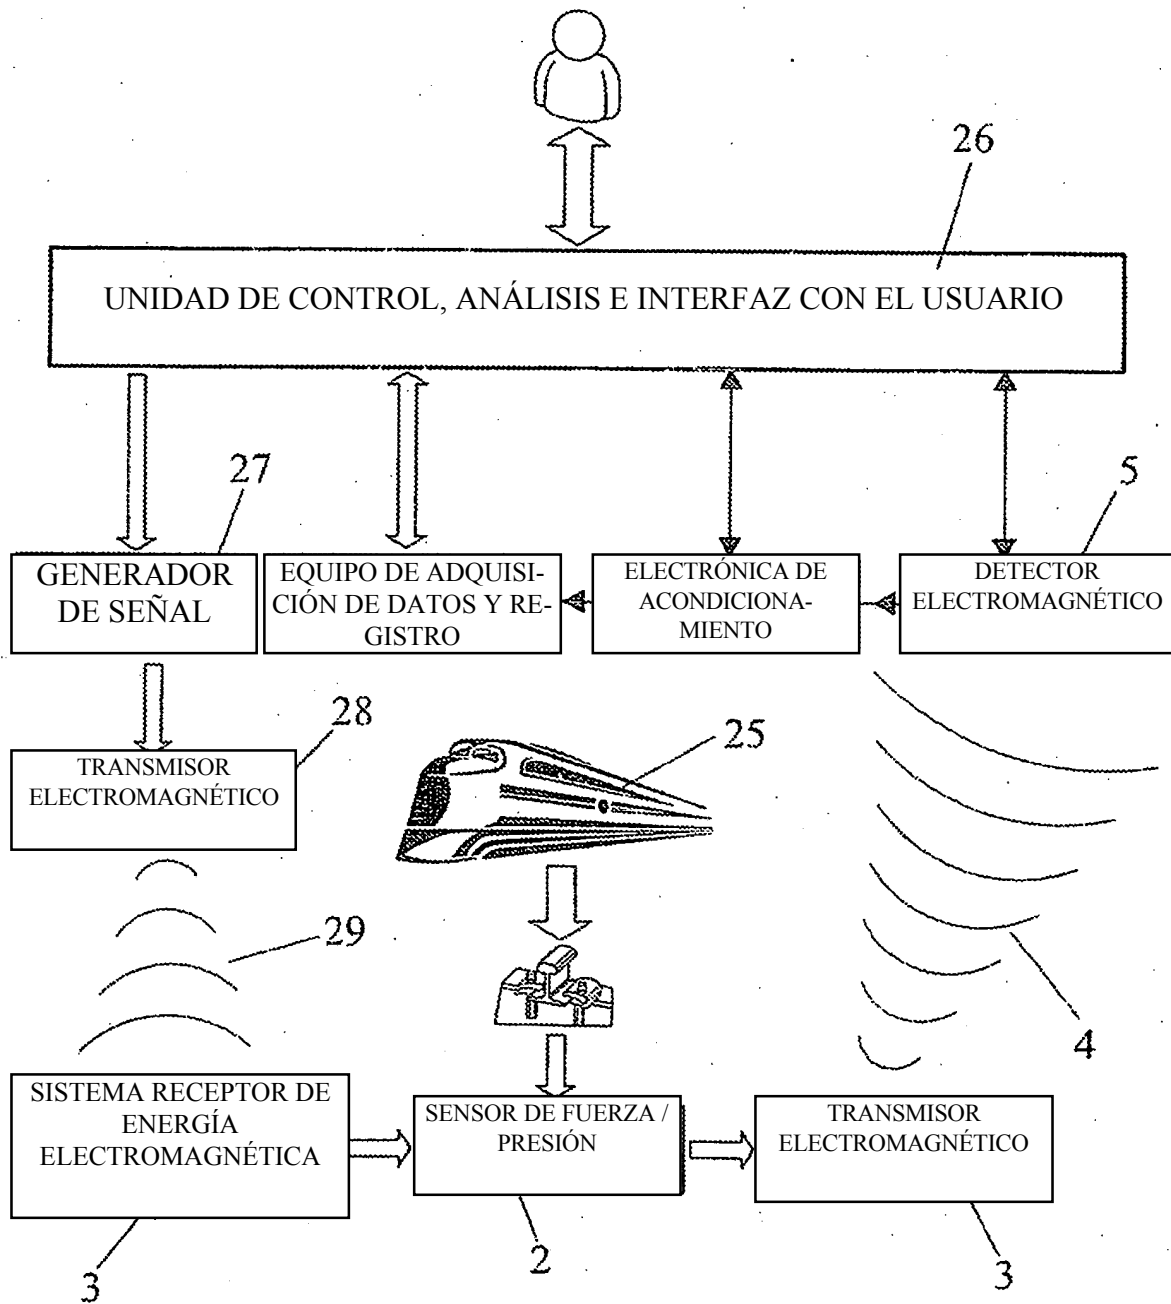 26
UNIDAD DE CONTROL, ANÁLISIS E INTERFAZ CON EL USUARIO
27
5
GENERADOR
DE SEÑAL
EQUIPO DE ADQUISI-
CIÓN DE DATOS Y RE-
GISTRO
ELECTRÓNICA DE
ACONDICIONA-
MIENTO
DETECTOR
ELECTROMAGNÉTICO
28
25
TRANSMISOR
ELECTROMAGNÉTICO
29
4
SISTEMA RECEPTOR DE
ENERGÍA
ELECTROMAGNÉTICA
SENSOR DE FUERZA /
PRESIÓN
TRANSMISOR
ELECTROMAGNÉTICO
3
2
3